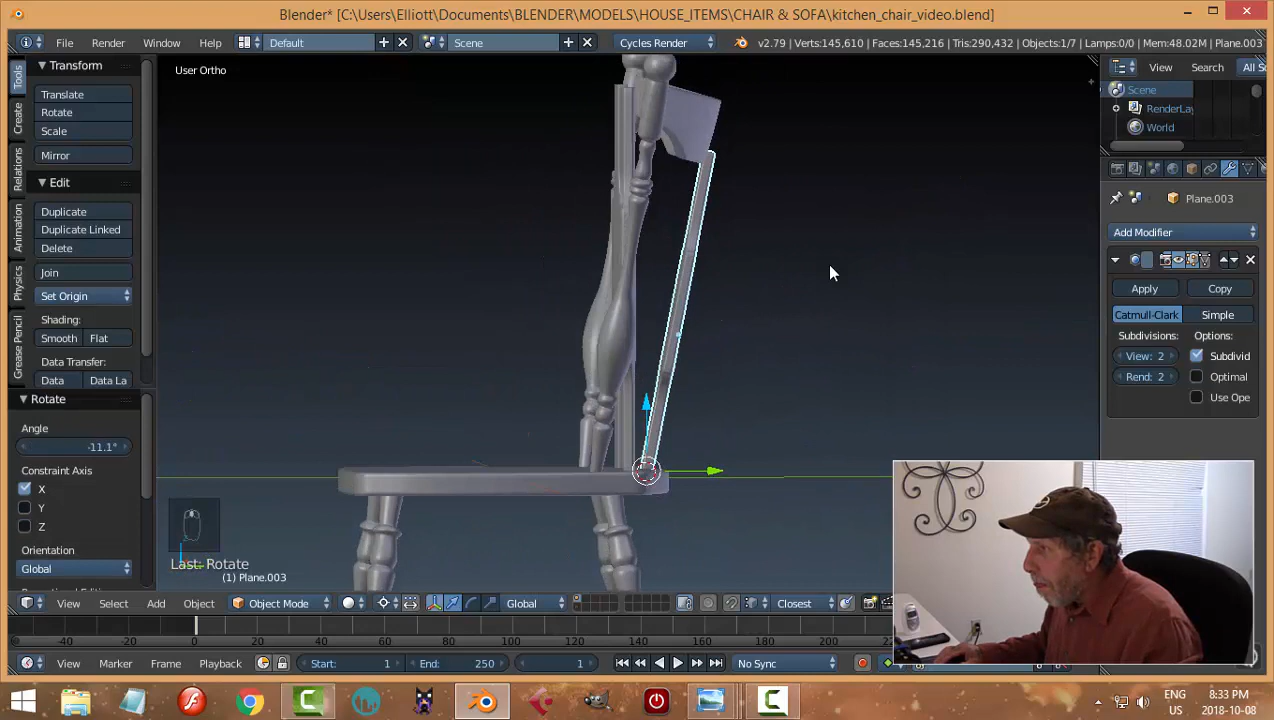 Blender* [C:\Users\Elliott\Documents\BLENDER\MODELS\HOUSE_ITEMS\CHAIR & SOFA\kitchen_chair_video.blend]
File Render Window Help Default Scene Cycles Render v2.79 | Verts:145,610 | Faces:145,216 | Tris:290,432 | Objects:1/7 | Lamps:0/0 | Mem:48.02M | Plane.003
Tools
Create
Relations
Animation
Physics
Grease Pencil
Transform
Translate
Rotate
Scale
Mirror
Edit
Duplicate
Duplicate Linked
Delete
Join
Set Origin
Shading:
Smooth Flat
Data Transfer:
Data Data La
Rotate
Angle
-11.1°
Constraint Axis
X
Y
Z
Orientation
Global
User Ortho
Last: Rotate
(1) Plane.003
View Search All S
Scene
RenderLay
World
Plane.003
Add Modifier
Apply Copy
Catmull-Clark Simple
Subdivisions: Options:
View: 2 Subdivid
Rend: 2 Optimal
Use Ope
View Select Add Object Object Mode Global Closest
-40 -20 0 20 40 60 80 100 120 140 160 180 200
View Marker Frame Playback Start: 1 End: 250 1 No Sync
ENG 8:33 PM
US 2018-10-08